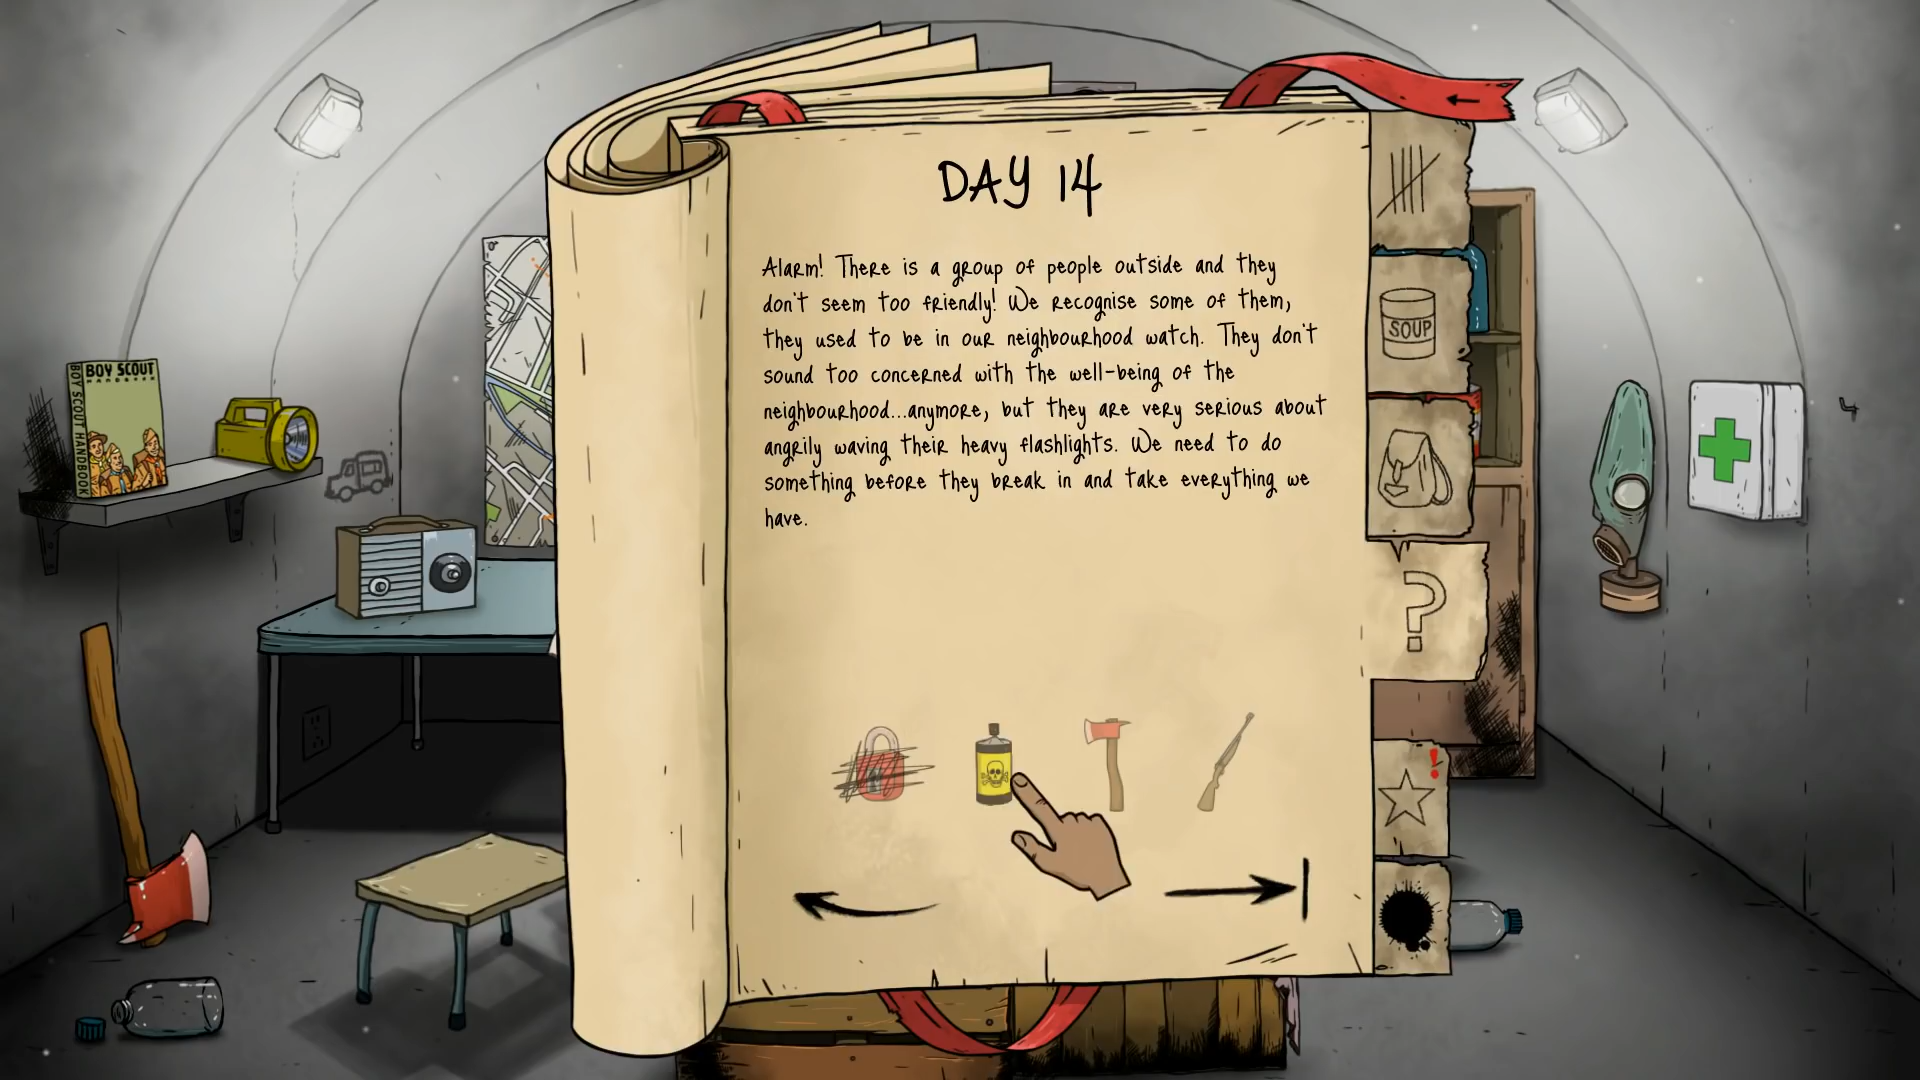 DAY 14
Alarm! There is a group of people outside and they
don't seem too friendly! We recognise some of them,
they used to be in our neighbourhood watch. They don't
sound too concerned with the well-being of the
neighbourhood...anymore, but they are very serious about
angrily waving their heavy flashlights. We need to do
something before they break in and take everything we
have.
BOY SCOUT
HANDBOOK
BOY SCOUT HANDBOOK
SOUP
?
!